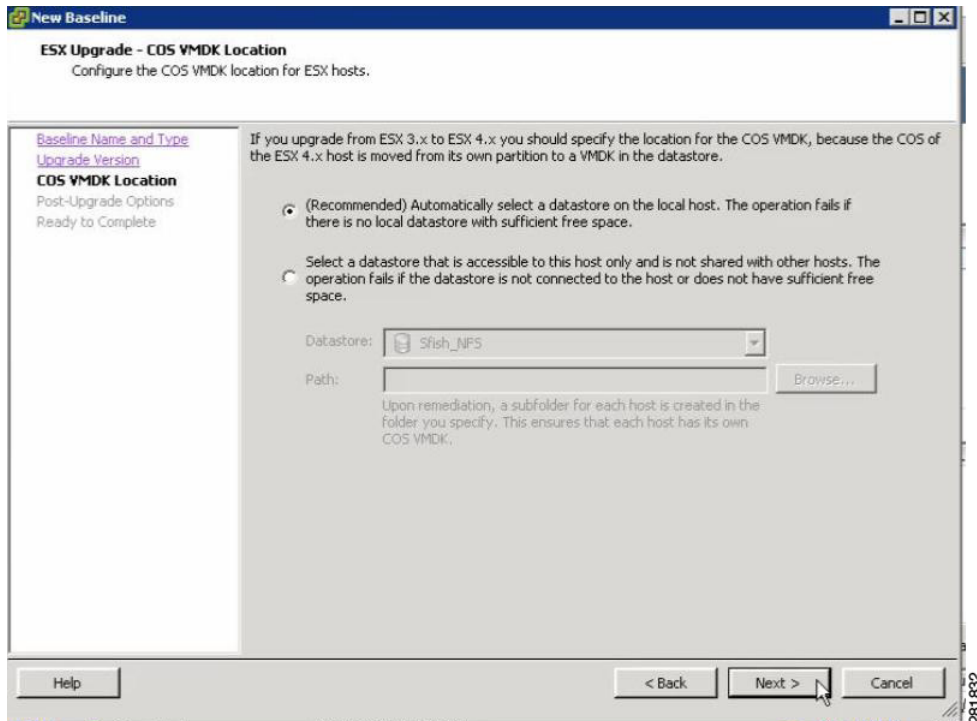 New Baseline
ESX Upgrade - COS VMDK Location
Configure the COS VMDK location for ESX hosts.
Baseline Name and Type
Upgrade Version
COS VMDK Location
Post-Upgrade Options
Ready to Complete
If you upgrade from ESX 3.x to ESX 4.x you should specify the location for the COS VMDK, because the COS of
the ESX 4.x host is moved from its own partition to a VMDK in the datastore.
(Recommended) Automatically select a datastore on the local host. The operation fails if
there is no local datastore with sufficient free space.
Select a datastore that is accessible to this host only and is not shared with other hosts. The
operation fails if the datastore is not connected to the host or does not have sufficient free
space.
Datastore: Sfish_NFS
Path: Browse...
Upon remediation, a subfolder for each host is created in the
folder you specify. This ensures that each host has its own
COS VMDK.
Help < Back Next > Cancel